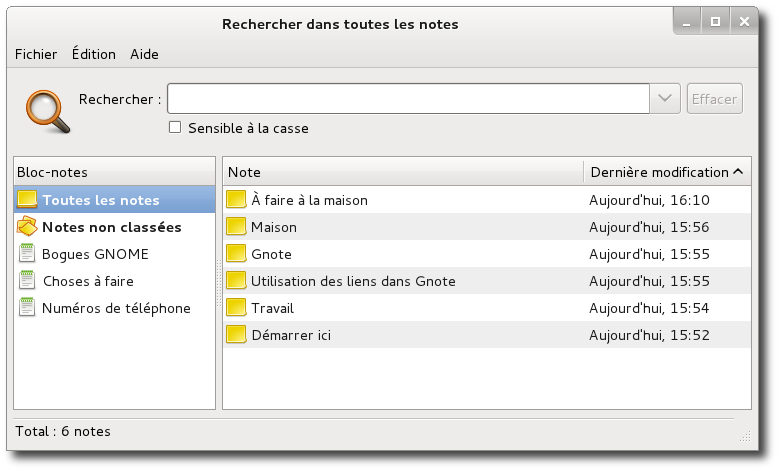 Rechercher dans toutes les notes
Fichier Édition Aide
Rechercher : Effacer
Sensible à la casse
Bloc-notes
Toutes les notes
Notes non classées
Bogues GNOME
Choses à faire
Numéros de téléphone
Note Dernière modification
À faire à la maison Aujourd'hui, 16:10
Maison Aujourd'hui, 15:56
Gnote Aujourd'hui, 15:55
Utilisation des liens dans Gnote Aujourd'hui, 15:55
Travail Aujourd'hui, 15:54
Démarrer ici Aujourd'hui, 15:52
Total : 6 notes